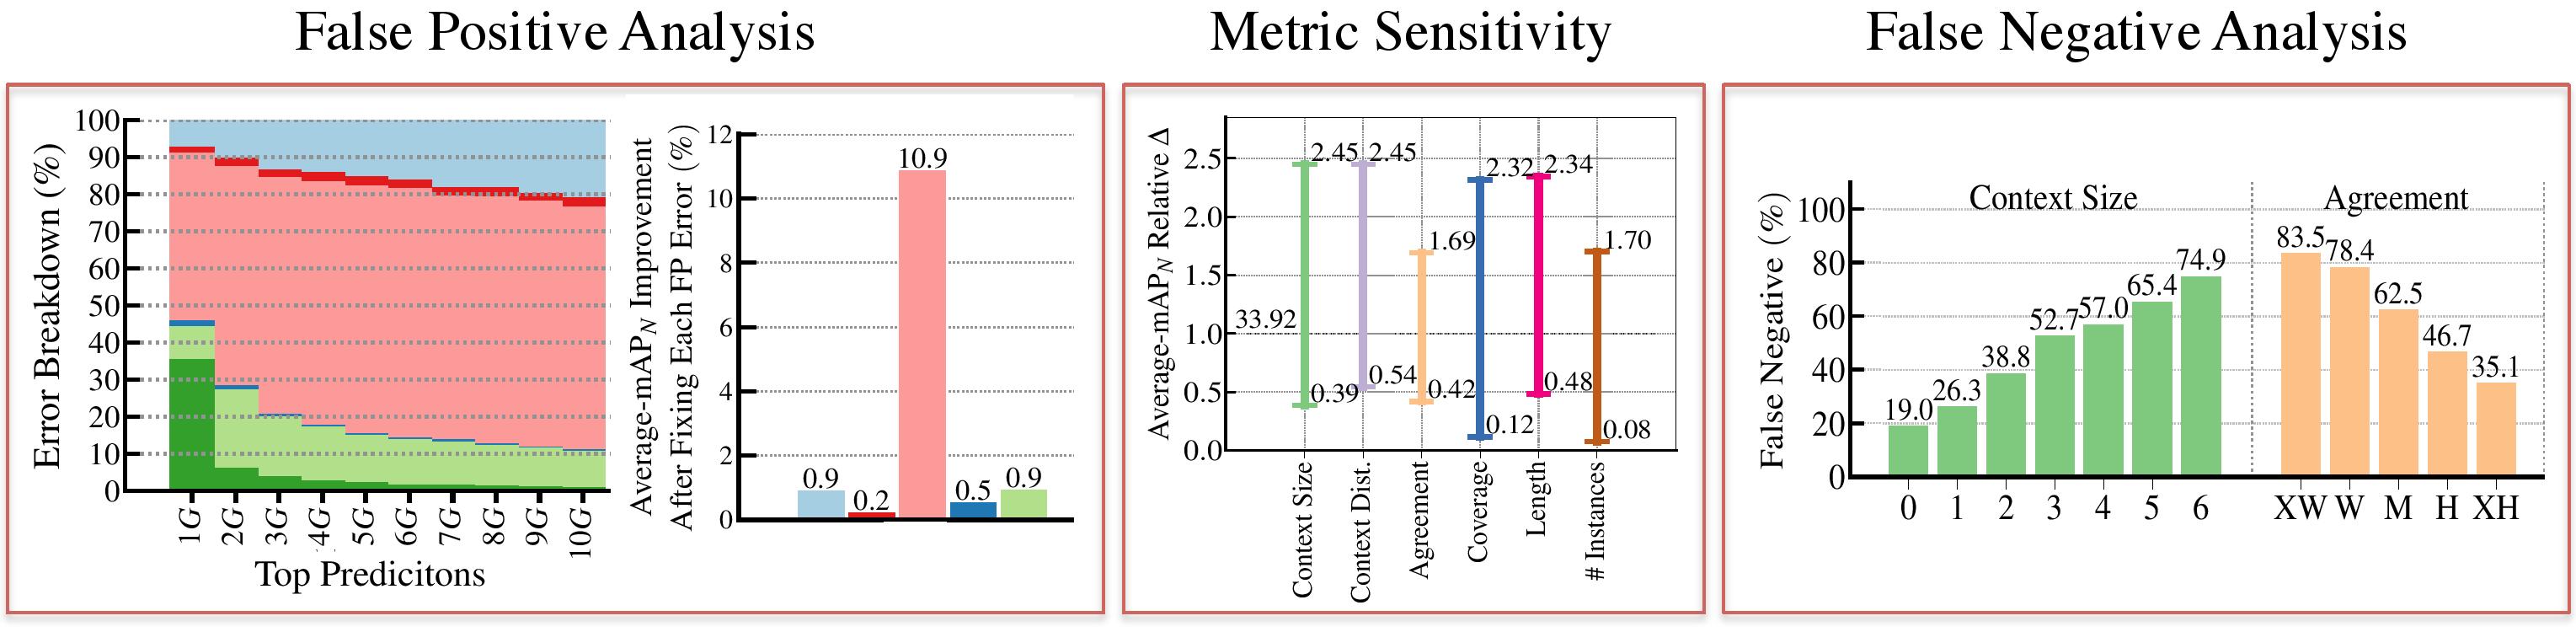 False Positive Analysis
Error Breakdown (%)
100
90
80
70
60
50
40
30
20
10
0
1G 2G 3G 4G 5G 6G 7G 8G 9G 10G
Top Predicitons
Average-mAP_N Improvement
After Fixing Each FP Error (%)
12
10
8
6
4
2
0
0.9 0.2 10.9 0.5 0.9
Metric Sensitivity
Average-mAP_N Relative Δ
2.5
2.0
1.5
1.0
0.5
0.0
2.45 2.45 2.32 2.34
1.69 1.70
33.92
0.39 0.54 0.42 0.12 0.48 0.08
Context Size
Context Dist.
Agreement
Coverage
Length
# Instances
False Negative Analysis
False Negative (%)
100
80
60
40
20
0
Context Size
19.0 26.3 38.8 52.7 57.0 65.4 74.9
0 1 2 3 4 5 6
Agreement
83.5 78.4 62.5 46.7 35.1
XW W M H XH